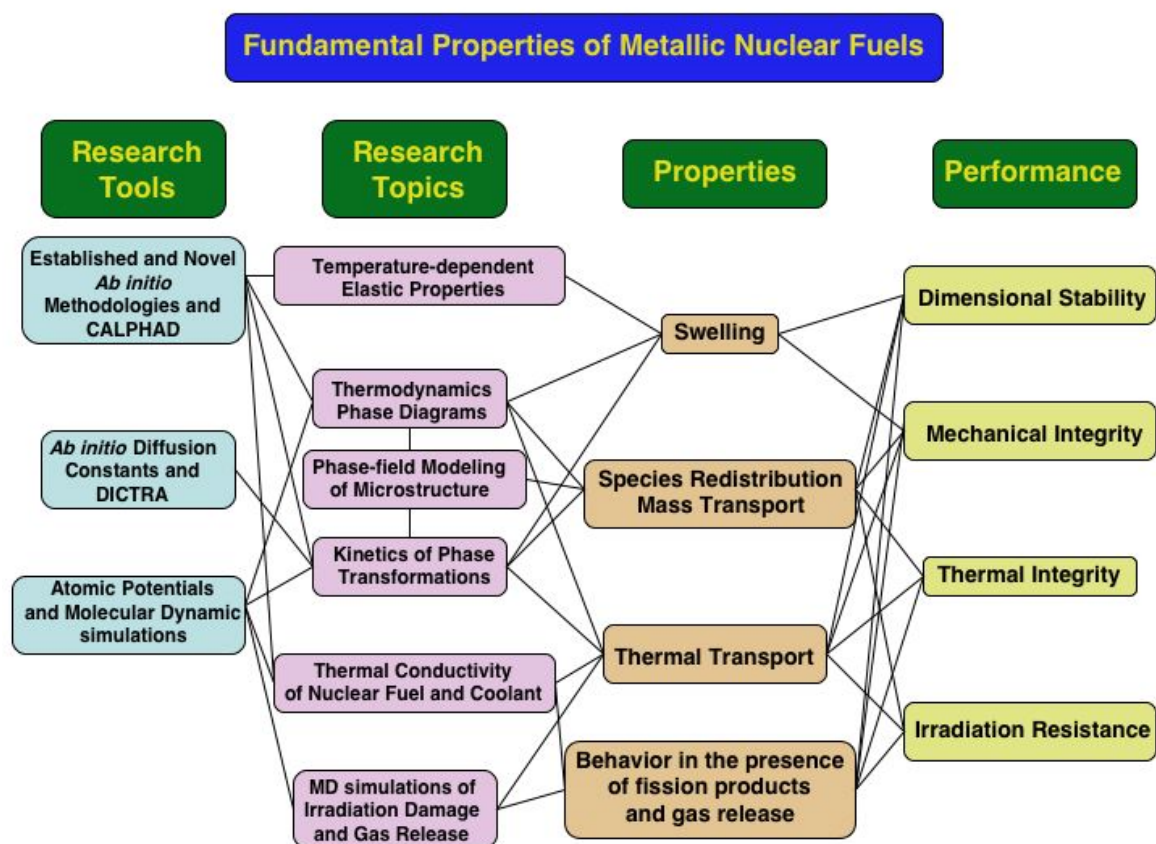 Fundamental Properties of Metallic Nuclear Fuels
Research
Tools
Research
Topics
Properties
Performance
Established and Novel
Ab initio
Methodologies and
CALPHAD
Ab initio Diffusion
Constants and
DICTRA
Atomic Potentials
and Molecular Dynamic
simulations
Temperature-dependent
Elastic Properties
Thermodynamics
Phase Diagrams
Phase-field Modeling
of Microstructure
Kinetics of Phase
Transformations
Thermal Conductivity
of Nuclear Fuel and Coolant
MD simulations of
Irradiation Damage
and Gas Release
Swelling
Species Redistribution
Mass Transport
Thermal Transport
Behavior in the presence
of fission products
and gas release
Dimensional Stability
Mechanical Integrity
Thermal Integrity
Irradiation Resistance